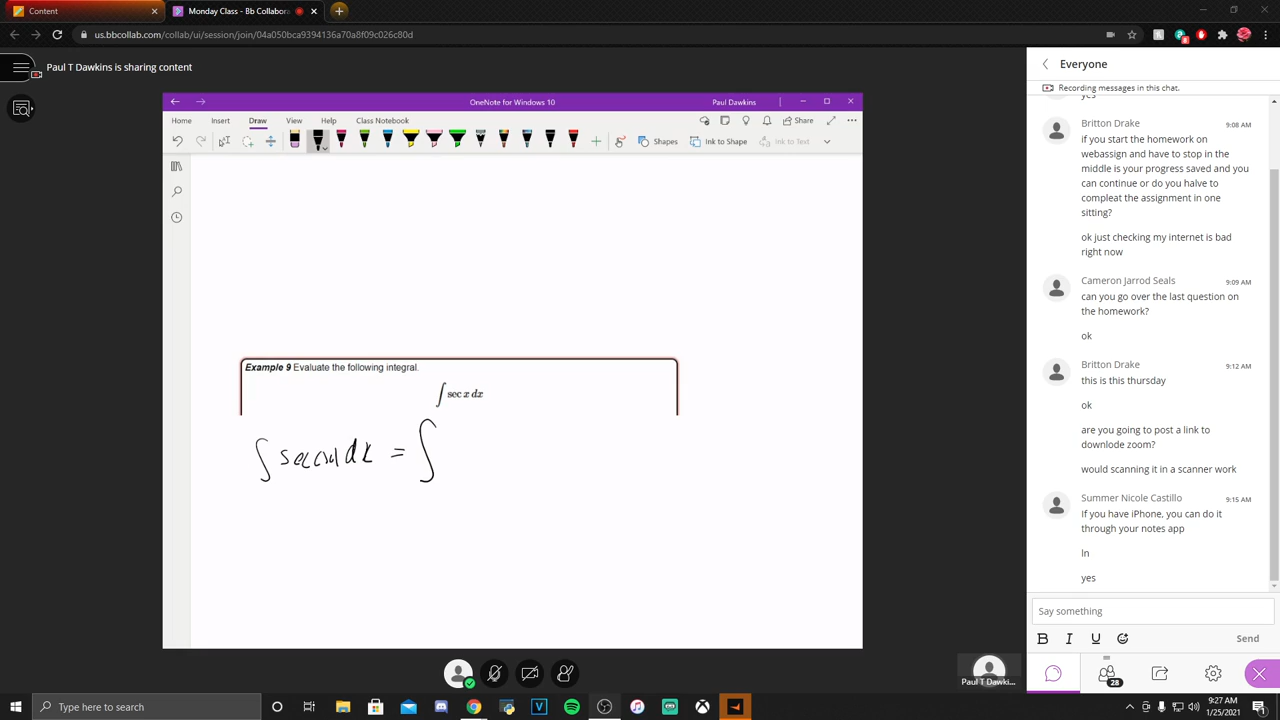 Content
Monday Class - Bb Collabora
us.bbcollab.com/collab/ui/session/join/04a050bca9394136a70a8f09c026c80d
Paul T Dawkins is sharing content
OneNote for Windows 10
Paul Dawkins
Home Insert Draw View Help Class Notebook
Share
Shapes Ink to Shape Ink to Text
Example 9 Evaluate the following integral.
∫ sec x dx
∫ sec(x) dx = ∫
Everyone
Recording messages in this chat.
yes
Britton Drake 9:08 AM
if you start the homework on
webassign and have to stop in the
middle is your progress saved and you
can continue or do you halve to
compleat the assignment in one
sitting?
ok just checking my internet is bad
right now
Cameron Jarrod Seals 9:09 AM
can you go over the last question on
the homework?
ok
Britton Drake 9:12 AM
this is this thursday
ok
are you going to post a link to
downlode zoom?
would scanning it in a scanner work
Summer Nicole Castillo 9:15 AM
If you have iPhone, you can do it
through your notes app
In
yes
Say something
B I U Send
Paul T Dawki...
23
Type here to search
9:27 AM
1/25/2021